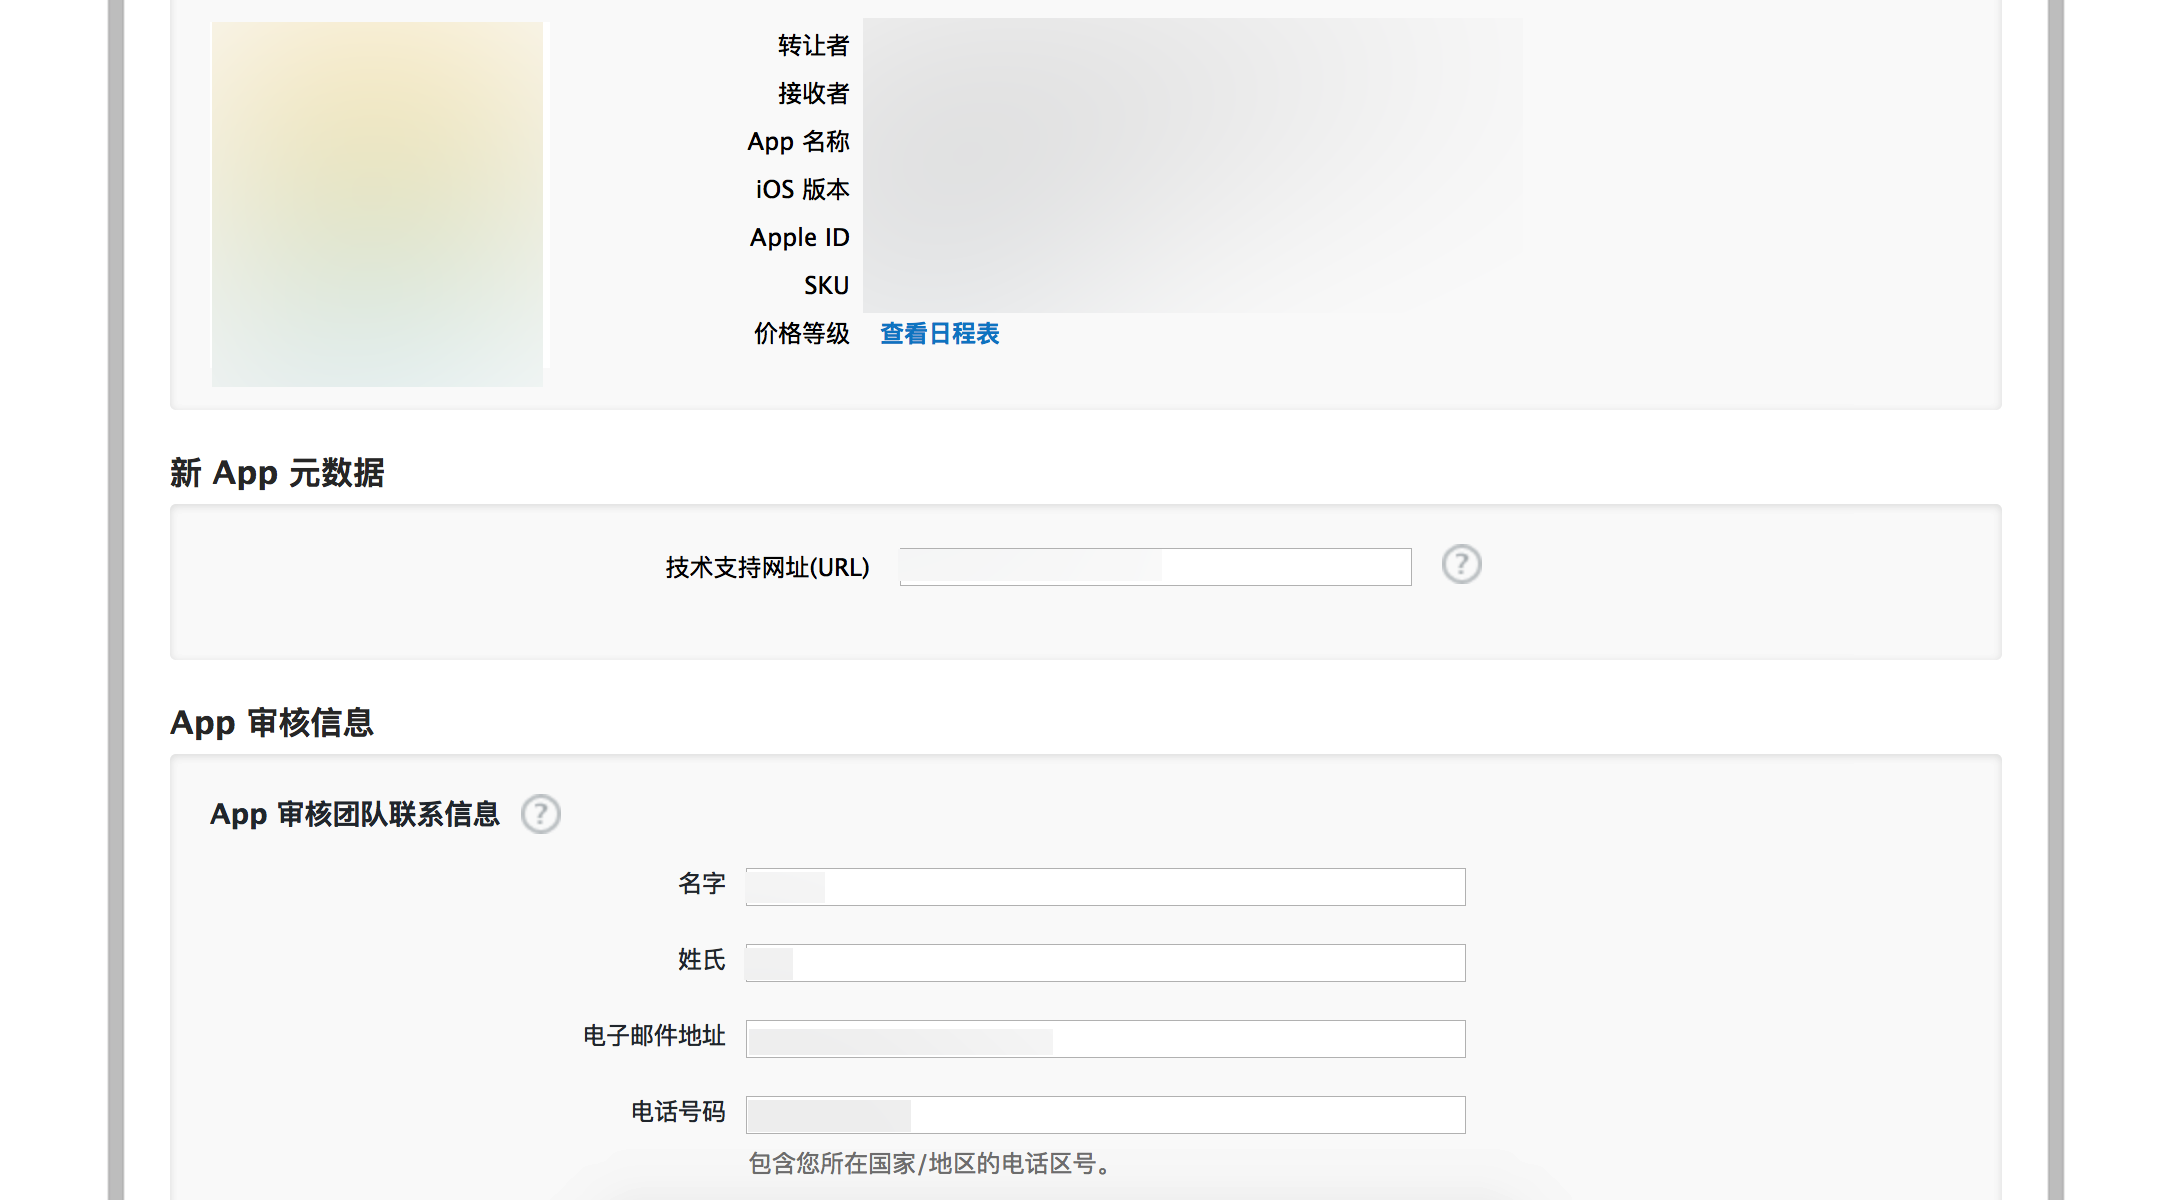 转让者
接收者
App 名称
iOS 版本
Apple ID
SKU
价格等级 查看日程表
新 App 元数据
技术支持网址(URL) ?
App 审核信息
App 审核团队联系信息 ?
名字
姓氏
电子邮件地址
电话号码
包含您所在国家/地区的电话区号。